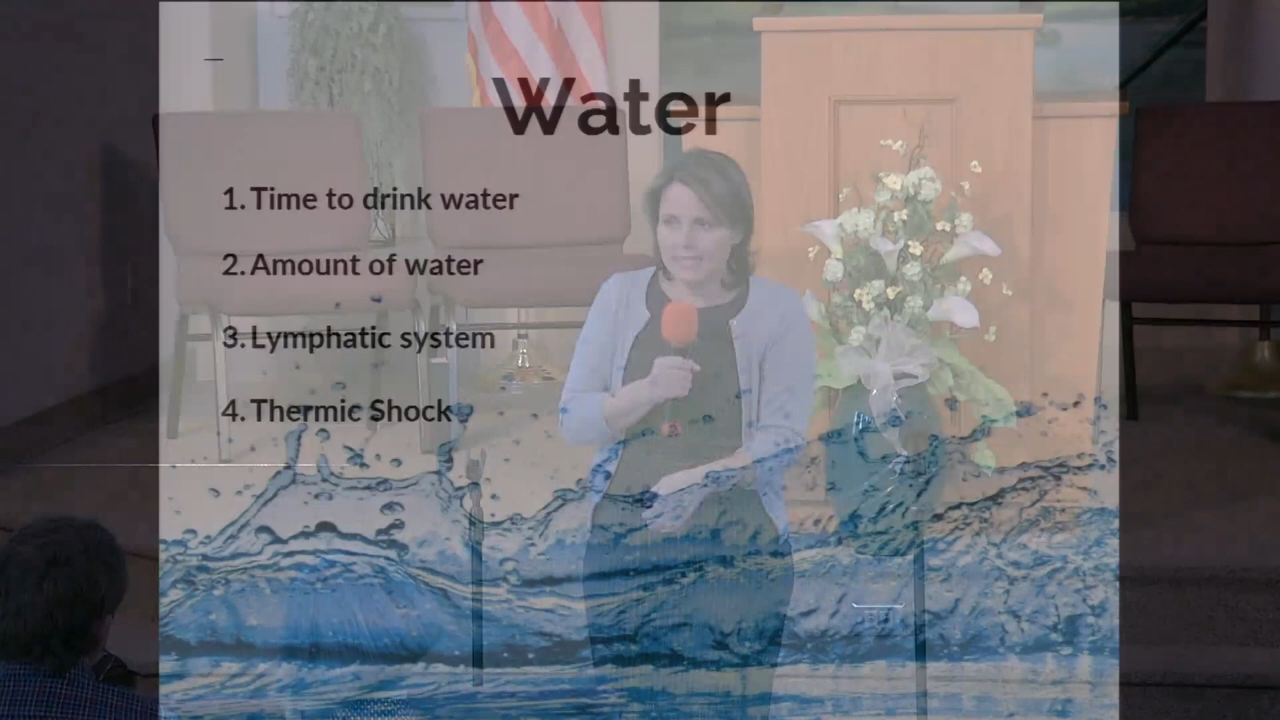 Water
1. Time to drink water
2. Amount of water
3. Lymphatic system
4. Thermic Shock